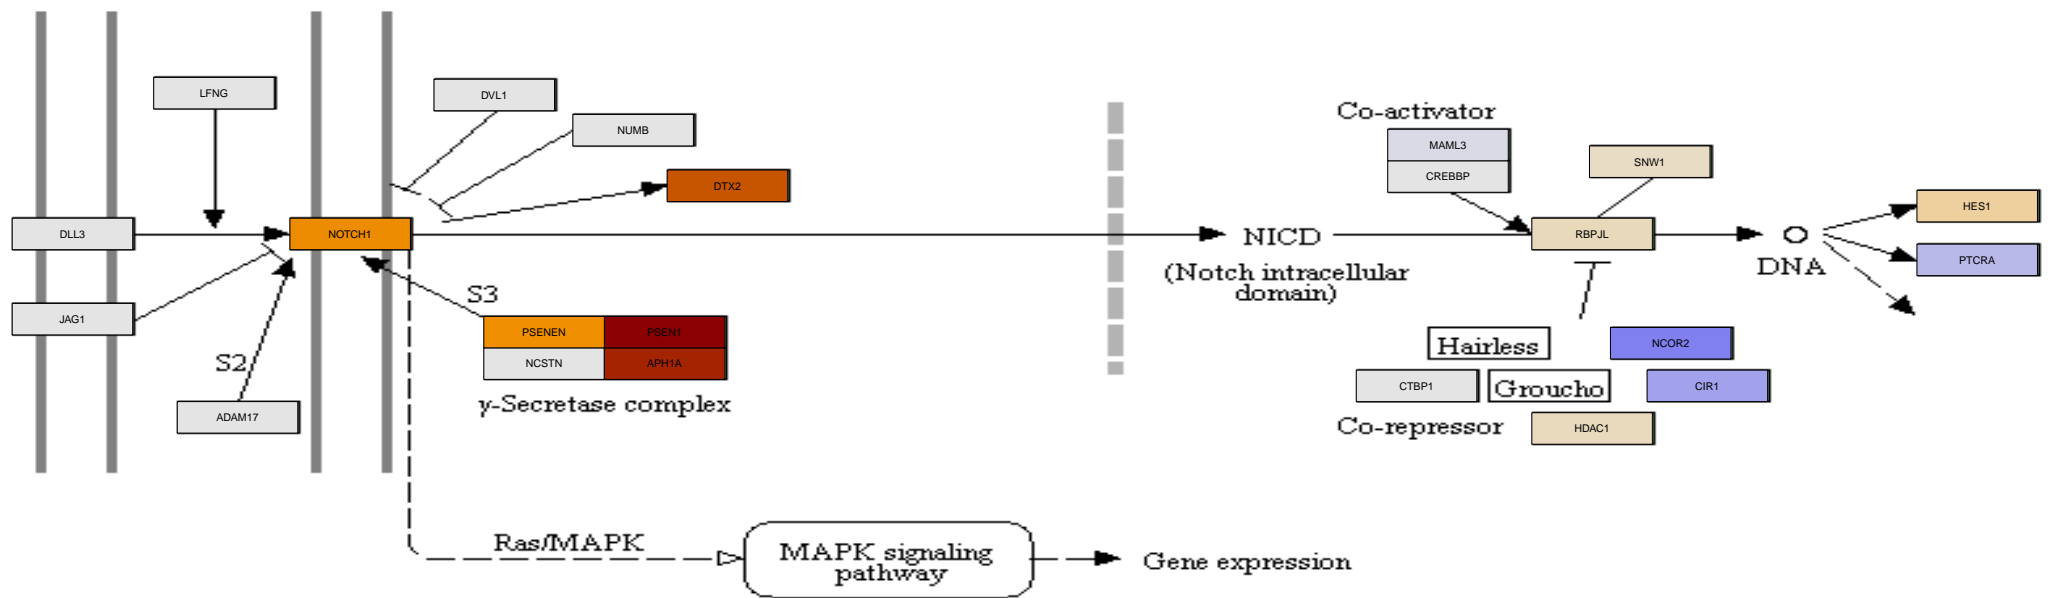 LFNG
DVL1
NUMB
DTX2
DLL3
NOTCH1
JAG1
S2
ADAM17
S3
PSENEN
PSEN1
NCSTN
APH1A
γ-Secretase complex
NICD
(Notch intracellular
domain)
Co-activator
MAML3
CREBBP
SNW1
RBPJL
DNA
HES1
PTCRA
Hairless
NCOR2
CTBP1
Groucho
CIR1
Co-repressor
HDAC1
Ras/MAPK
MAPK signaling
pathway
Gene expression